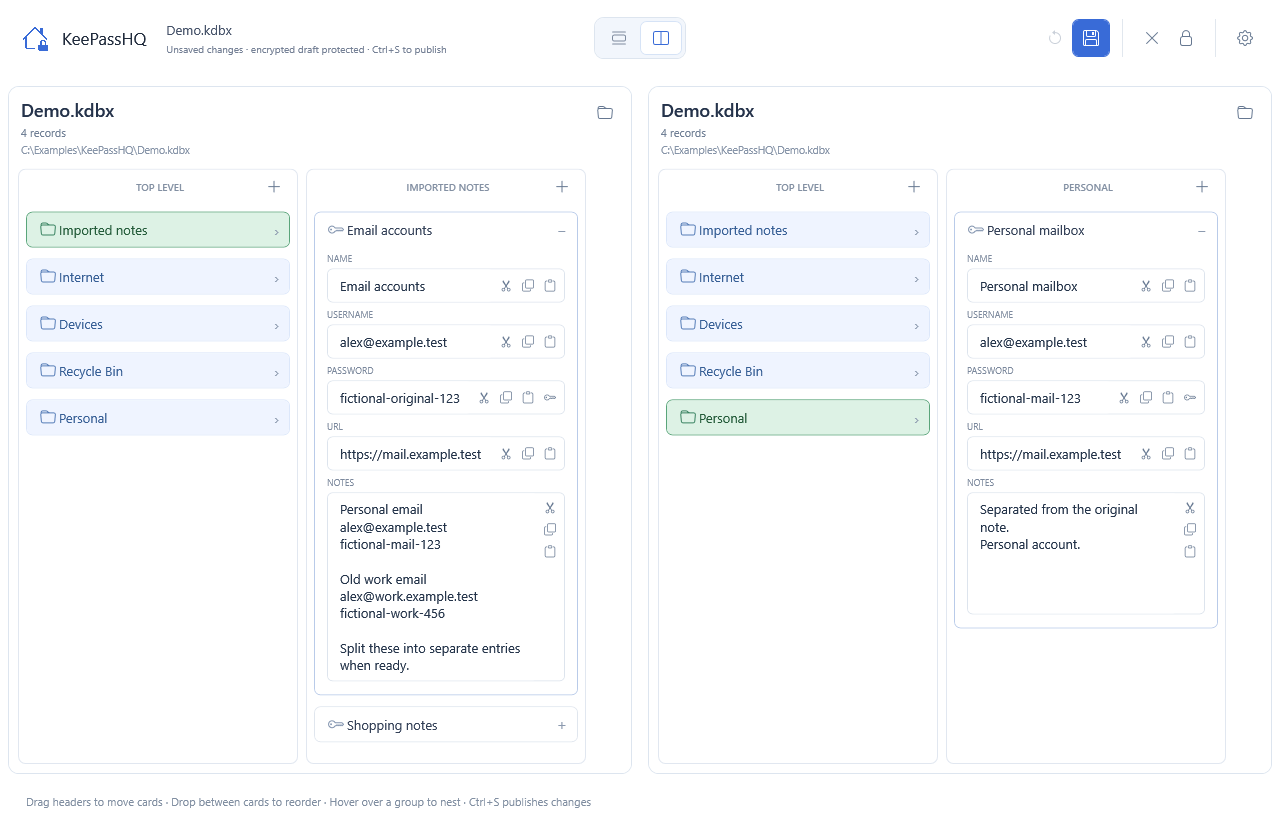 KeePassHQ
Demo.kdbx
Unsaved changes · encrypted draft protected · Ctrl+S to publish
Demo.kdbx
4 records
C:\Examples\KeePassHQ\Demo.kdbx
TOP LEVEL
Imported notes
Internet
Devices
Recycle Bin
Personal
IMPORTED NOTES
Email accounts
NAME
Email accounts
USERNAME
alex@example.test
PASSWORD
fictional-original-123
URL
https://mail.example.test
NOTES
Personal email
alex@example.test
fictional-mail-123
Old work email
alex@work.example.test
fictional-work-456
Split these into separate entries
when ready.
Shopping notes
Demo.kdbx
4 records
C:\Examples\KeePassHQ\Demo.kdbx
TOP LEVEL
Imported notes
Internet
Devices
Recycle Bin
Personal
PERSONAL
Personal mailbox
NAME
Personal mailbox
USERNAME
alex@example.test
PASSWORD
fictional-mail-123
URL
https://mail.example.test
NOTES
Separated from the original
note.
Personal account.
Drag headers to move cards · Drop between cards to reorder · Hover over a group to nest · Ctrl+S publishes changes